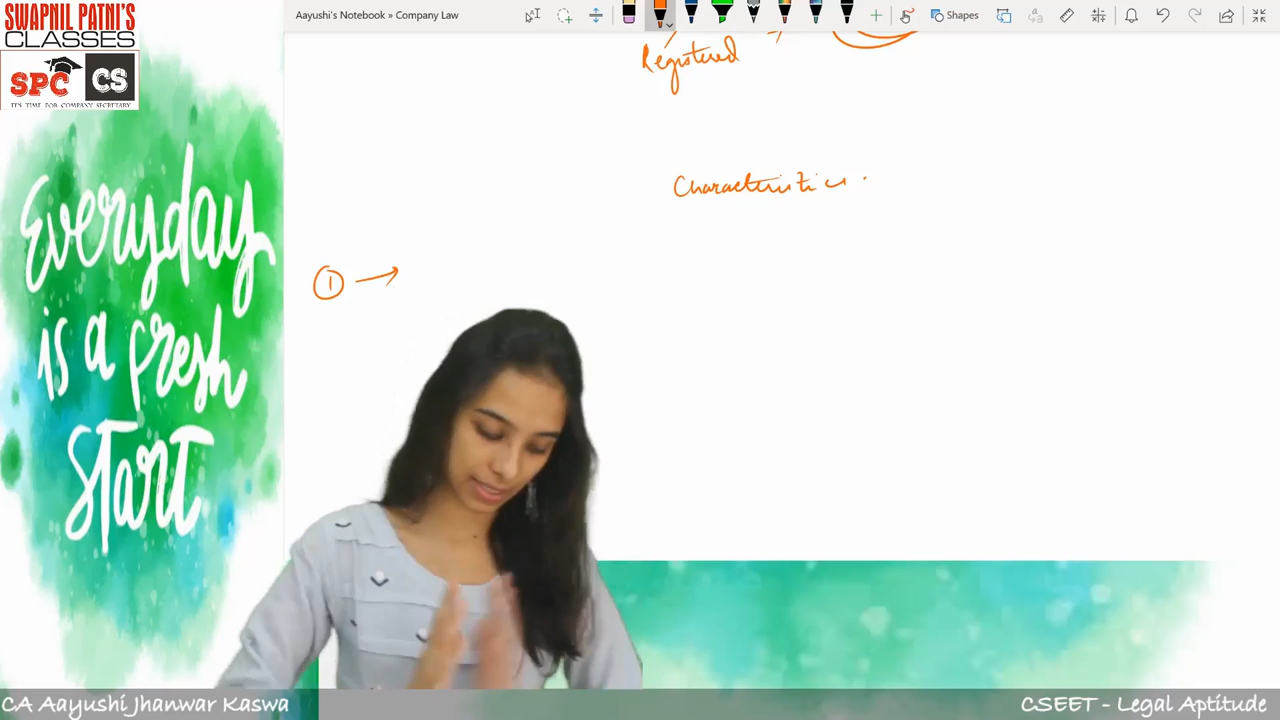 SWAPNIL PATNI'S
CLASSES
SPC CS
IT'S TIME FOR COMPANY SECRETARY
Everyday
is a fresh
start
Aayushi's Notebook » Company Law
Shapes
Registered
Characteristics.
① →
CA Aayushi Jhanwar Kaswa
CSEET - Legal Aptitude